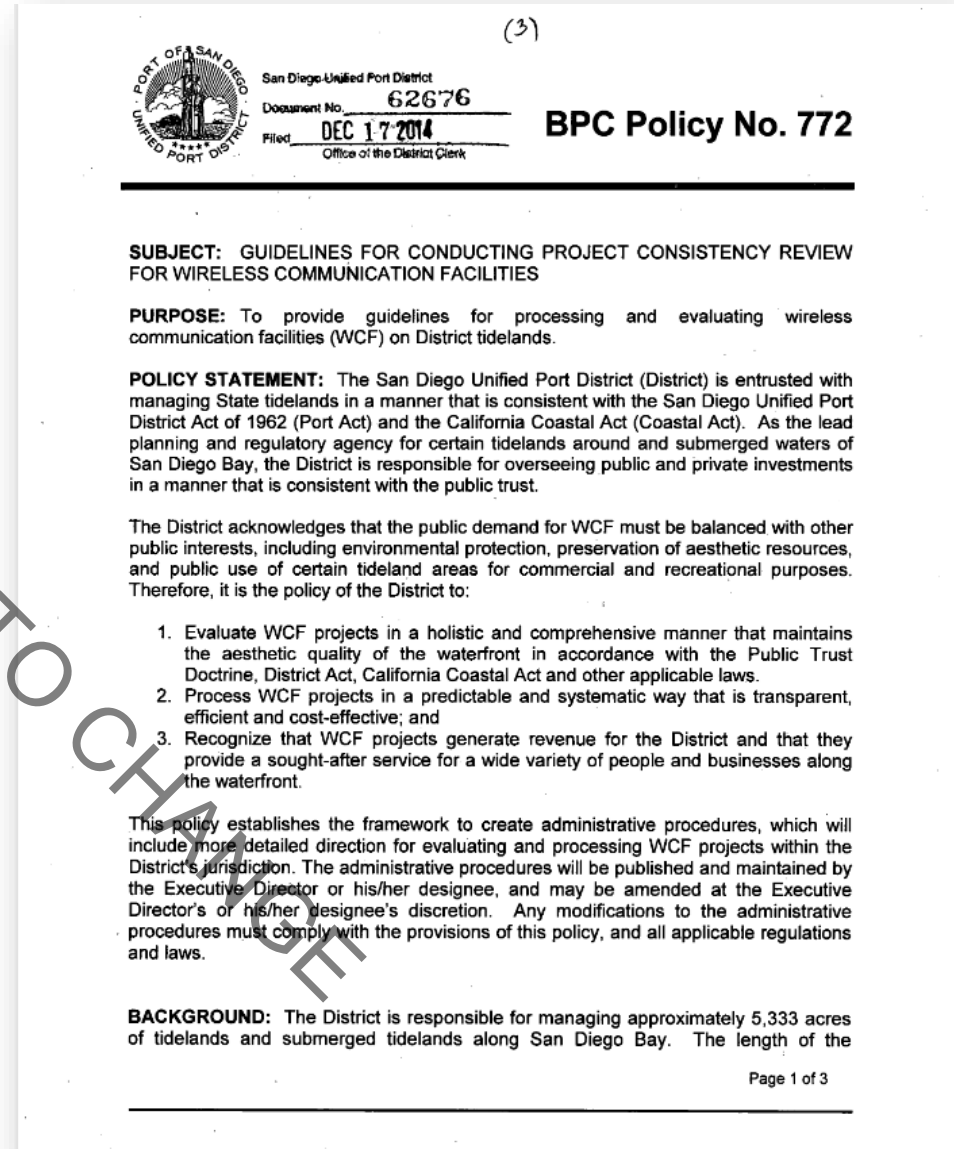 (3)
PORT OF SAN DIEGO
UNIFIED PORT DISTRICT
San Diego Unified Port District
Document No. 62676
Filed DEC 17 2014
Office of the District Clerk
BPC Policy No. 772
SUBJECT: GUIDELINES FOR CONDUCTING PROJECT CONSISTENCY REVIEW
FOR WIRELESS COMMUNICATION FACILITIES
PURPOSE: To provide guidelines for processing and evaluating wireless
communication facilities (WCF) on District tidelands.
POLICY STATEMENT: The San Diego Unified Port District (District) is entrusted with
managing State tidelands in a manner that is consistent with the San Diego Unified Port
District Act of 1962 (Port Act) and the California Coastal Act (Coastal Act). As the lead
planning and regulatory agency for certain tidelands around and submerged waters of
San Diego Bay, the District is responsible for overseeing public and private investments
in a manner that is consistent with the public trust.
The District acknowledges that the public demand for WCF must be balanced with other
public interests, including environmental protection, preservation of aesthetic resources,
and public use of certain tideland areas for commercial and recreational purposes.
Therefore, it is the policy of the District to:
1. Evaluate WCF projects in a holistic and comprehensive manner that maintains
the aesthetic quality of the waterfront in accordance with the Public Trust
Doctrine, District Act, California Coastal Act and other applicable laws.
2. Process WCF projects in a predictable and systematic way that is transparent,
efficient and cost-effective; and
3. Recognize that WCF projects generate revenue for the District and that they
provide a sought-after service for a wide variety of people and businesses along
the waterfront.
This policy establishes the framework to create administrative procedures, which will
include more detailed direction for evaluating and processing WCF projects within the
District's jurisdiction. The administrative procedures will be published and maintained by
the Executive Director or his/her designee, and may be amended at the Executive
Director's or his/her designee's discretion. Any modifications to the administrative
procedures must comply with the provisions of this policy, and all applicable regulations
and laws.
BACKGROUND: The District is responsible for managing approximately 5,333 acres
of tidelands and submerged tidelands along San Diego Bay. The length of the
Page 1 of 3
TO CHANGE